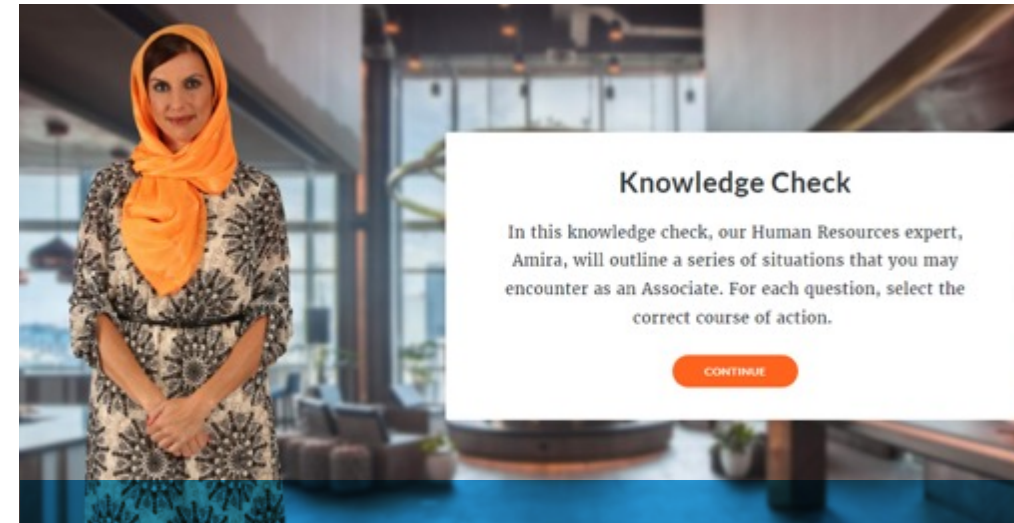 Knowledge Check
In this knowledge check, our Human Resources expert,
Amira, will outline a series of situations that you may
encounter as an Associate. For each question, select the
correct course of action.
CONTINUE